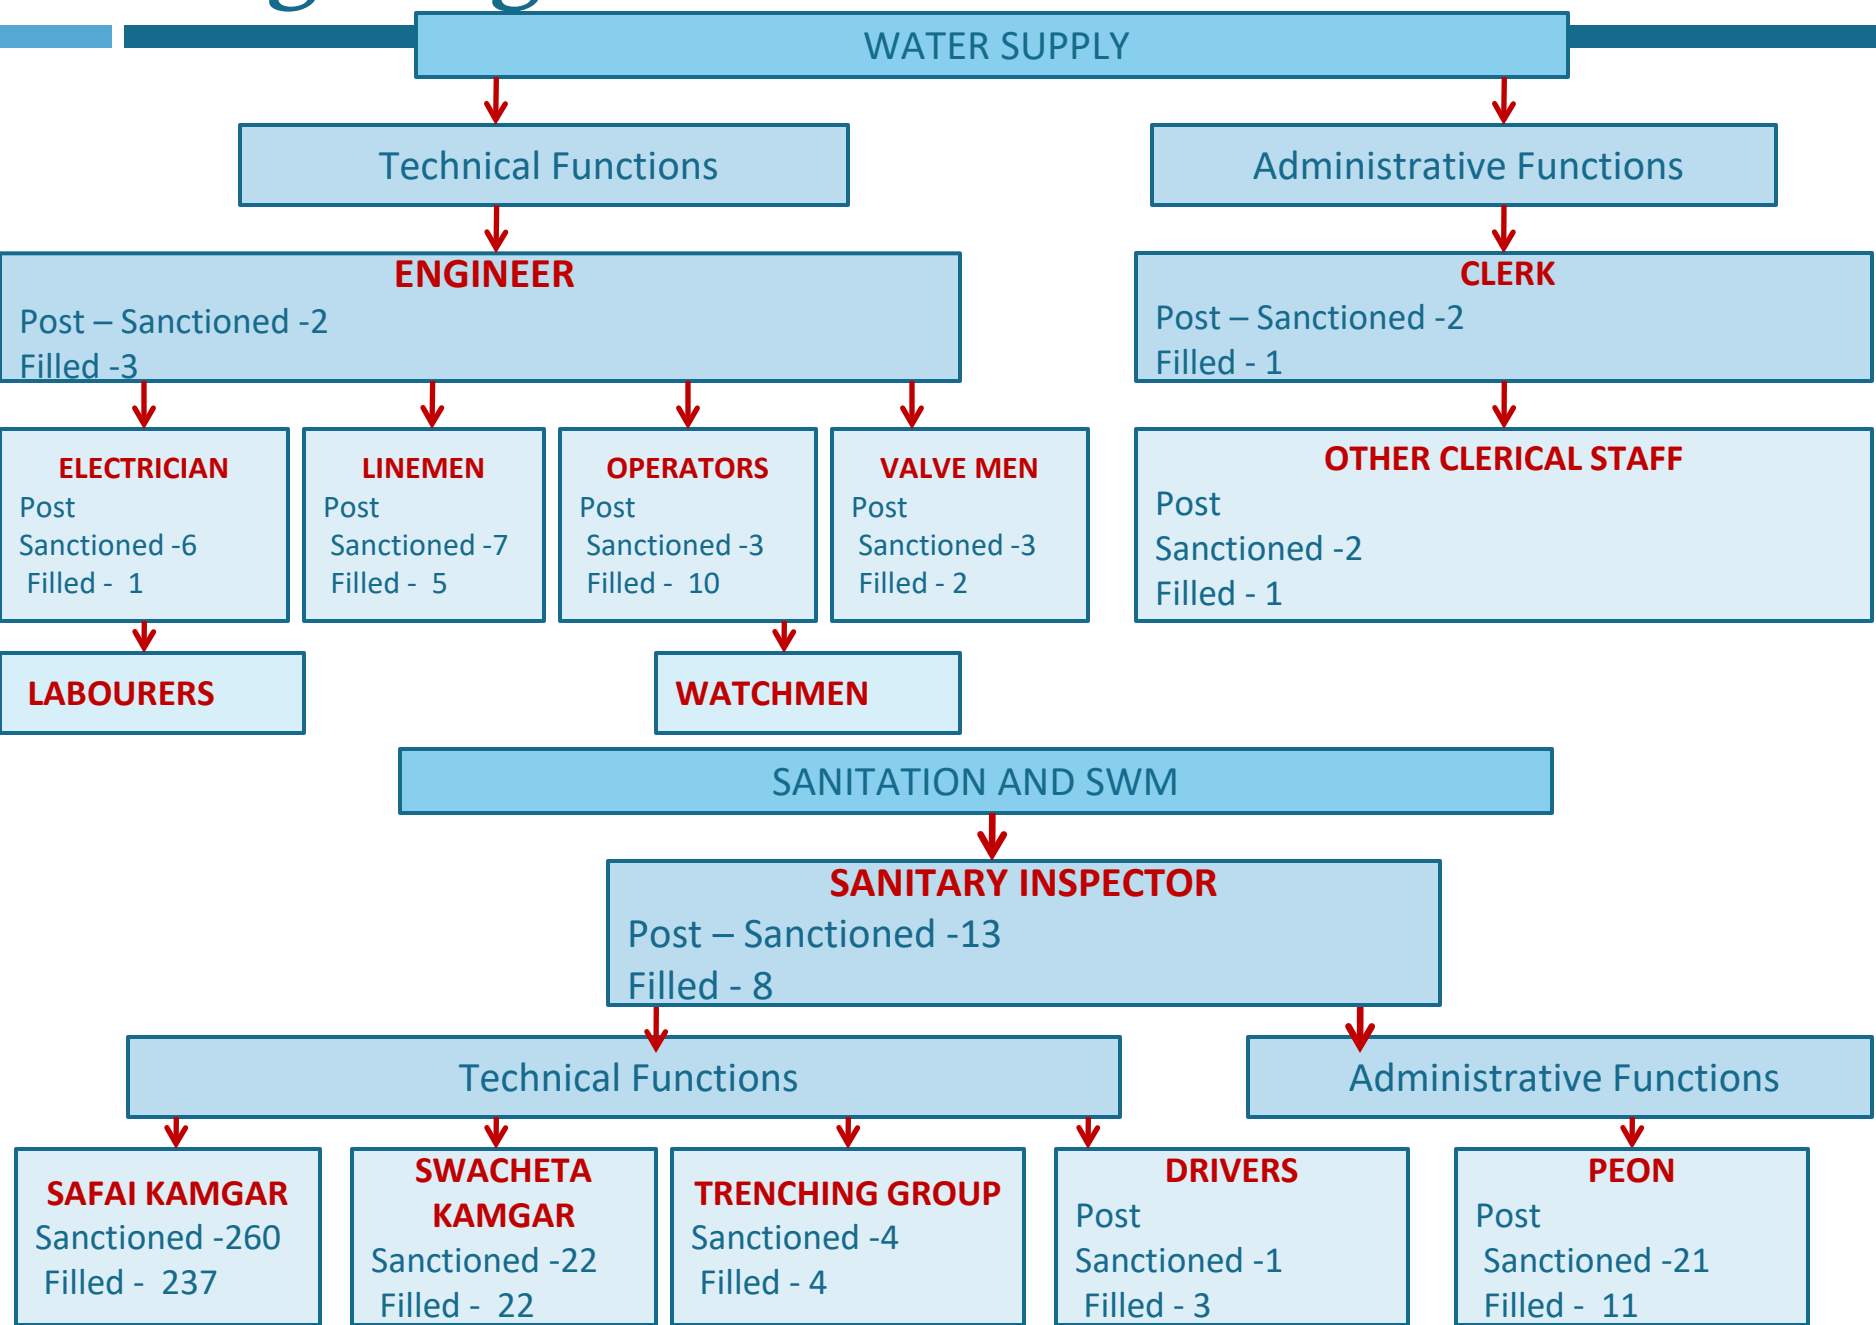 WATER SUPPLY
Technical Functions
Administrative Functions
ENGINEER
Post – Sanctioned -2
Filled -3
CLERK
Post – Sanctioned -2
Filled - 1
ELECTRICIAN
Post
Sanctioned -6
Filled - 1
LINEMEN
Post
Sanctioned -7
Filled - 5
OPERATORS
Post
Sanctioned -3
Filled - 10
VALVE MEN
Post
Sanctioned -3
Filled - 2
OTHER CLERICAL STAFF
Post
Sanctioned -2
Filled - 1
LABOURERS
WATCHMEN
SANITATION AND SWM
SANITARY INSPECTOR
Post – Sanctioned -13
Filled - 8
Technical Functions
Administrative Functions
SAFAI KAMGAR
Sanctioned -260
Filled - 237
SWACHETA
KAMGAR
Sanctioned -22
Filled - 22
TRENCHING GROUP
Sanctioned -4
Filled - 4
DRIVERS
Post
Sanctioned -1
Filled - 3
PEON
Post
Sanctioned -21
Filled - 11